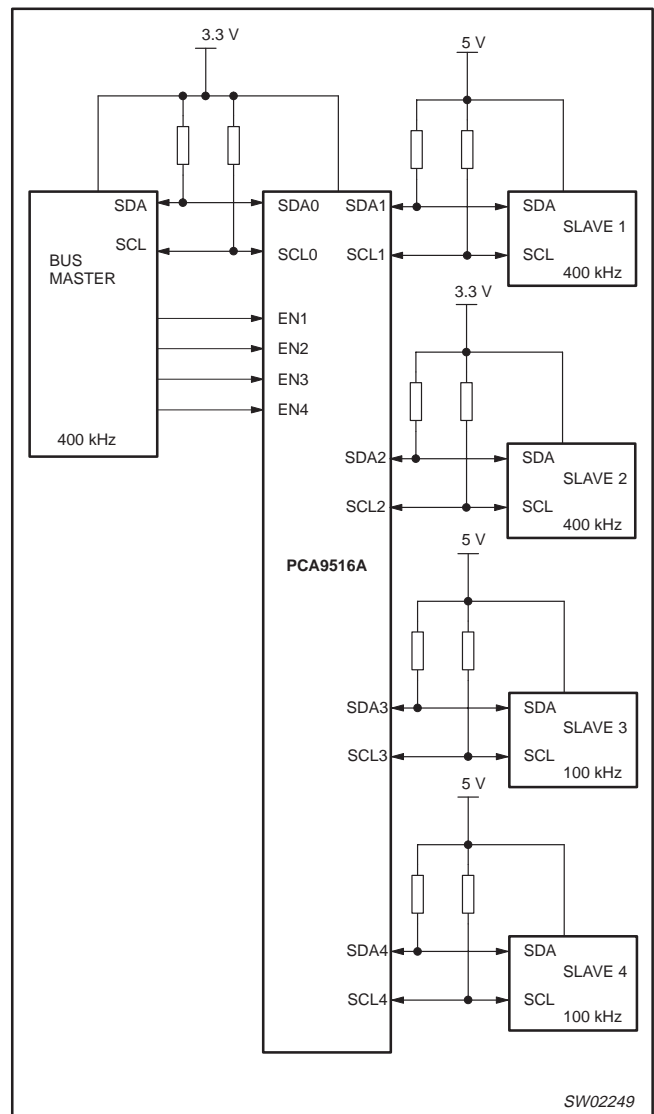 3.3 V
SDA
SCL
BUS
MASTER
400 kHz
SDA0
SCL0
EN1
EN2
EN3
EN4
PCA9516A
SDA1
SCL1
5 V
SDA
SLAVE 1
SCL
400 kHz
3.3 V
SDA2
SCL2
SDA
SLAVE 2
SCL
400 kHz
5 V
SDA3
SCL3
SDA
SLAVE 3
SCL
100 kHz
5 V
SDA4
SCL4
SDA
SLAVE 4
SCL
100 kHz
SW02249